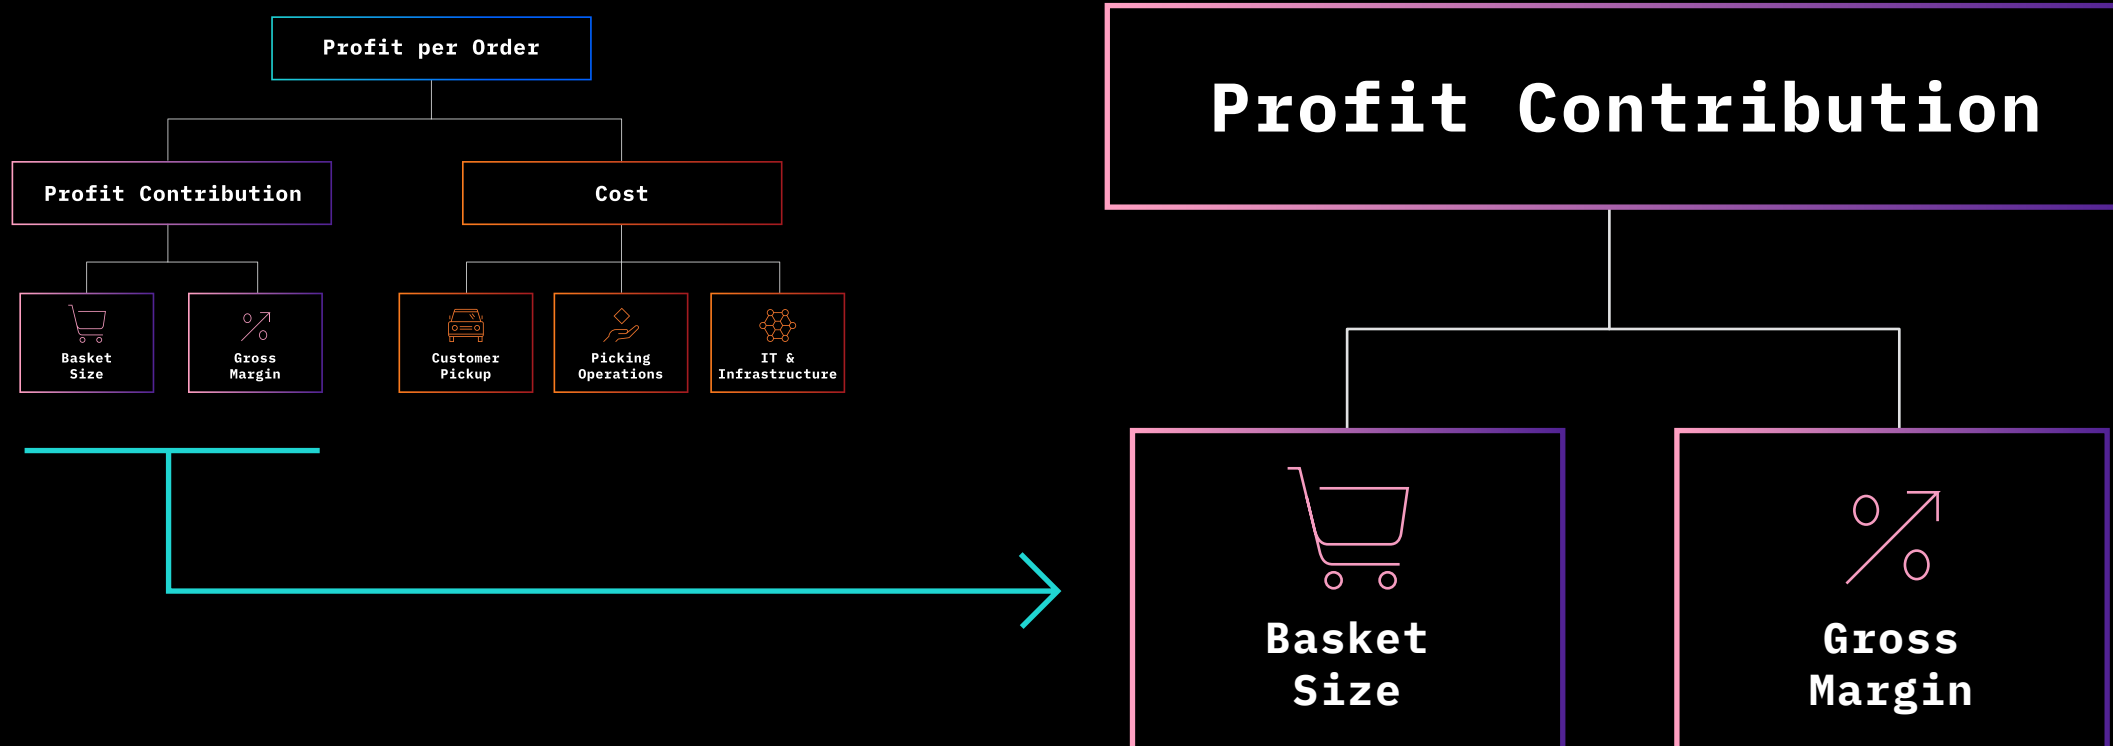 Profit per Order
Profit Contribution
Cost
Basket
Size
Gross
Margin
Customer
Pickup
Picking
Operations
IT &
Infrastructure
Profit Contribution
Basket
Size
Gross
Margin